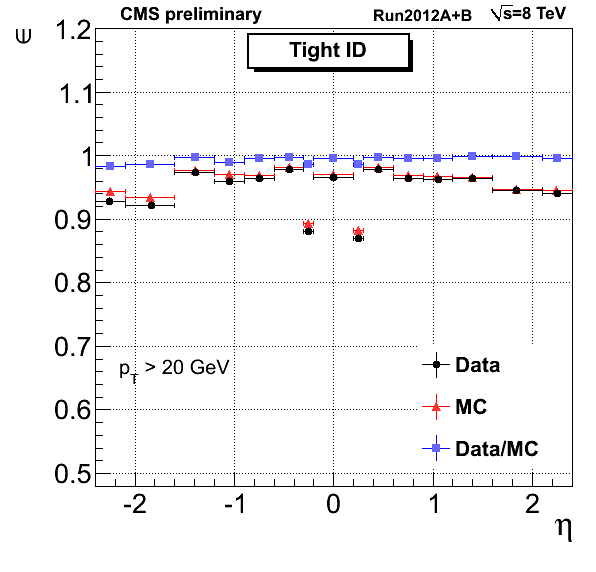 CMS preliminary
Run2012A+B √s=8 TeV
∈
Tight ID
1.2
1.1
1
0.9
0.8
0.7
0.6
0.5
pT > 20 GeV
Data
MC
Data/MC
-2 -1 0 1 2
η